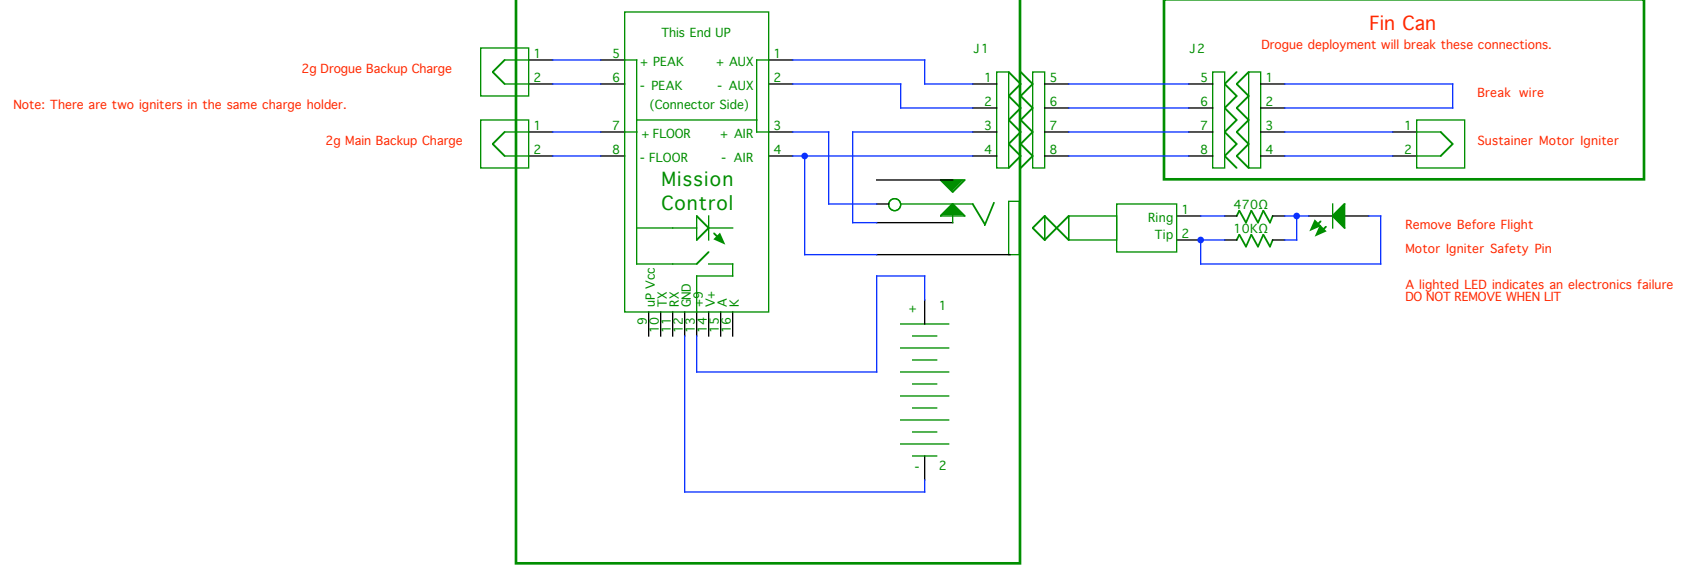 Fin Can
Drogue deployment will break these connections.
This End UP
J1
J2
2g Drogue Backup Charge
1
2
5
6
+ PEAK
- PEAK
+ AUX
- AUX
1
2
(Connector Side)
Note: There are two igniters in the same charge holder.
2g Main Backup Charge
1
2
7
8
+ FLOOR
- FLOOR
+ AIR
- AIR
3
4
Mission
Control
1
2
3
4
5
6
7
8
5
6
7
8
1
2
3
4
Break wire
1
2
Sustainer Motor Igniter
Ring
Tip
1
2
470Ω
10KΩ
Remove Before Flight
Motor Igniter Safety Pin
A lighted LED indicates an electronics failure
DO NOT REMOVE WHEN LIT
uP Vcc
TX
RX
GND
+9
V+
A
K
9
10
11
12
13
14
15
16
+
1
-
2